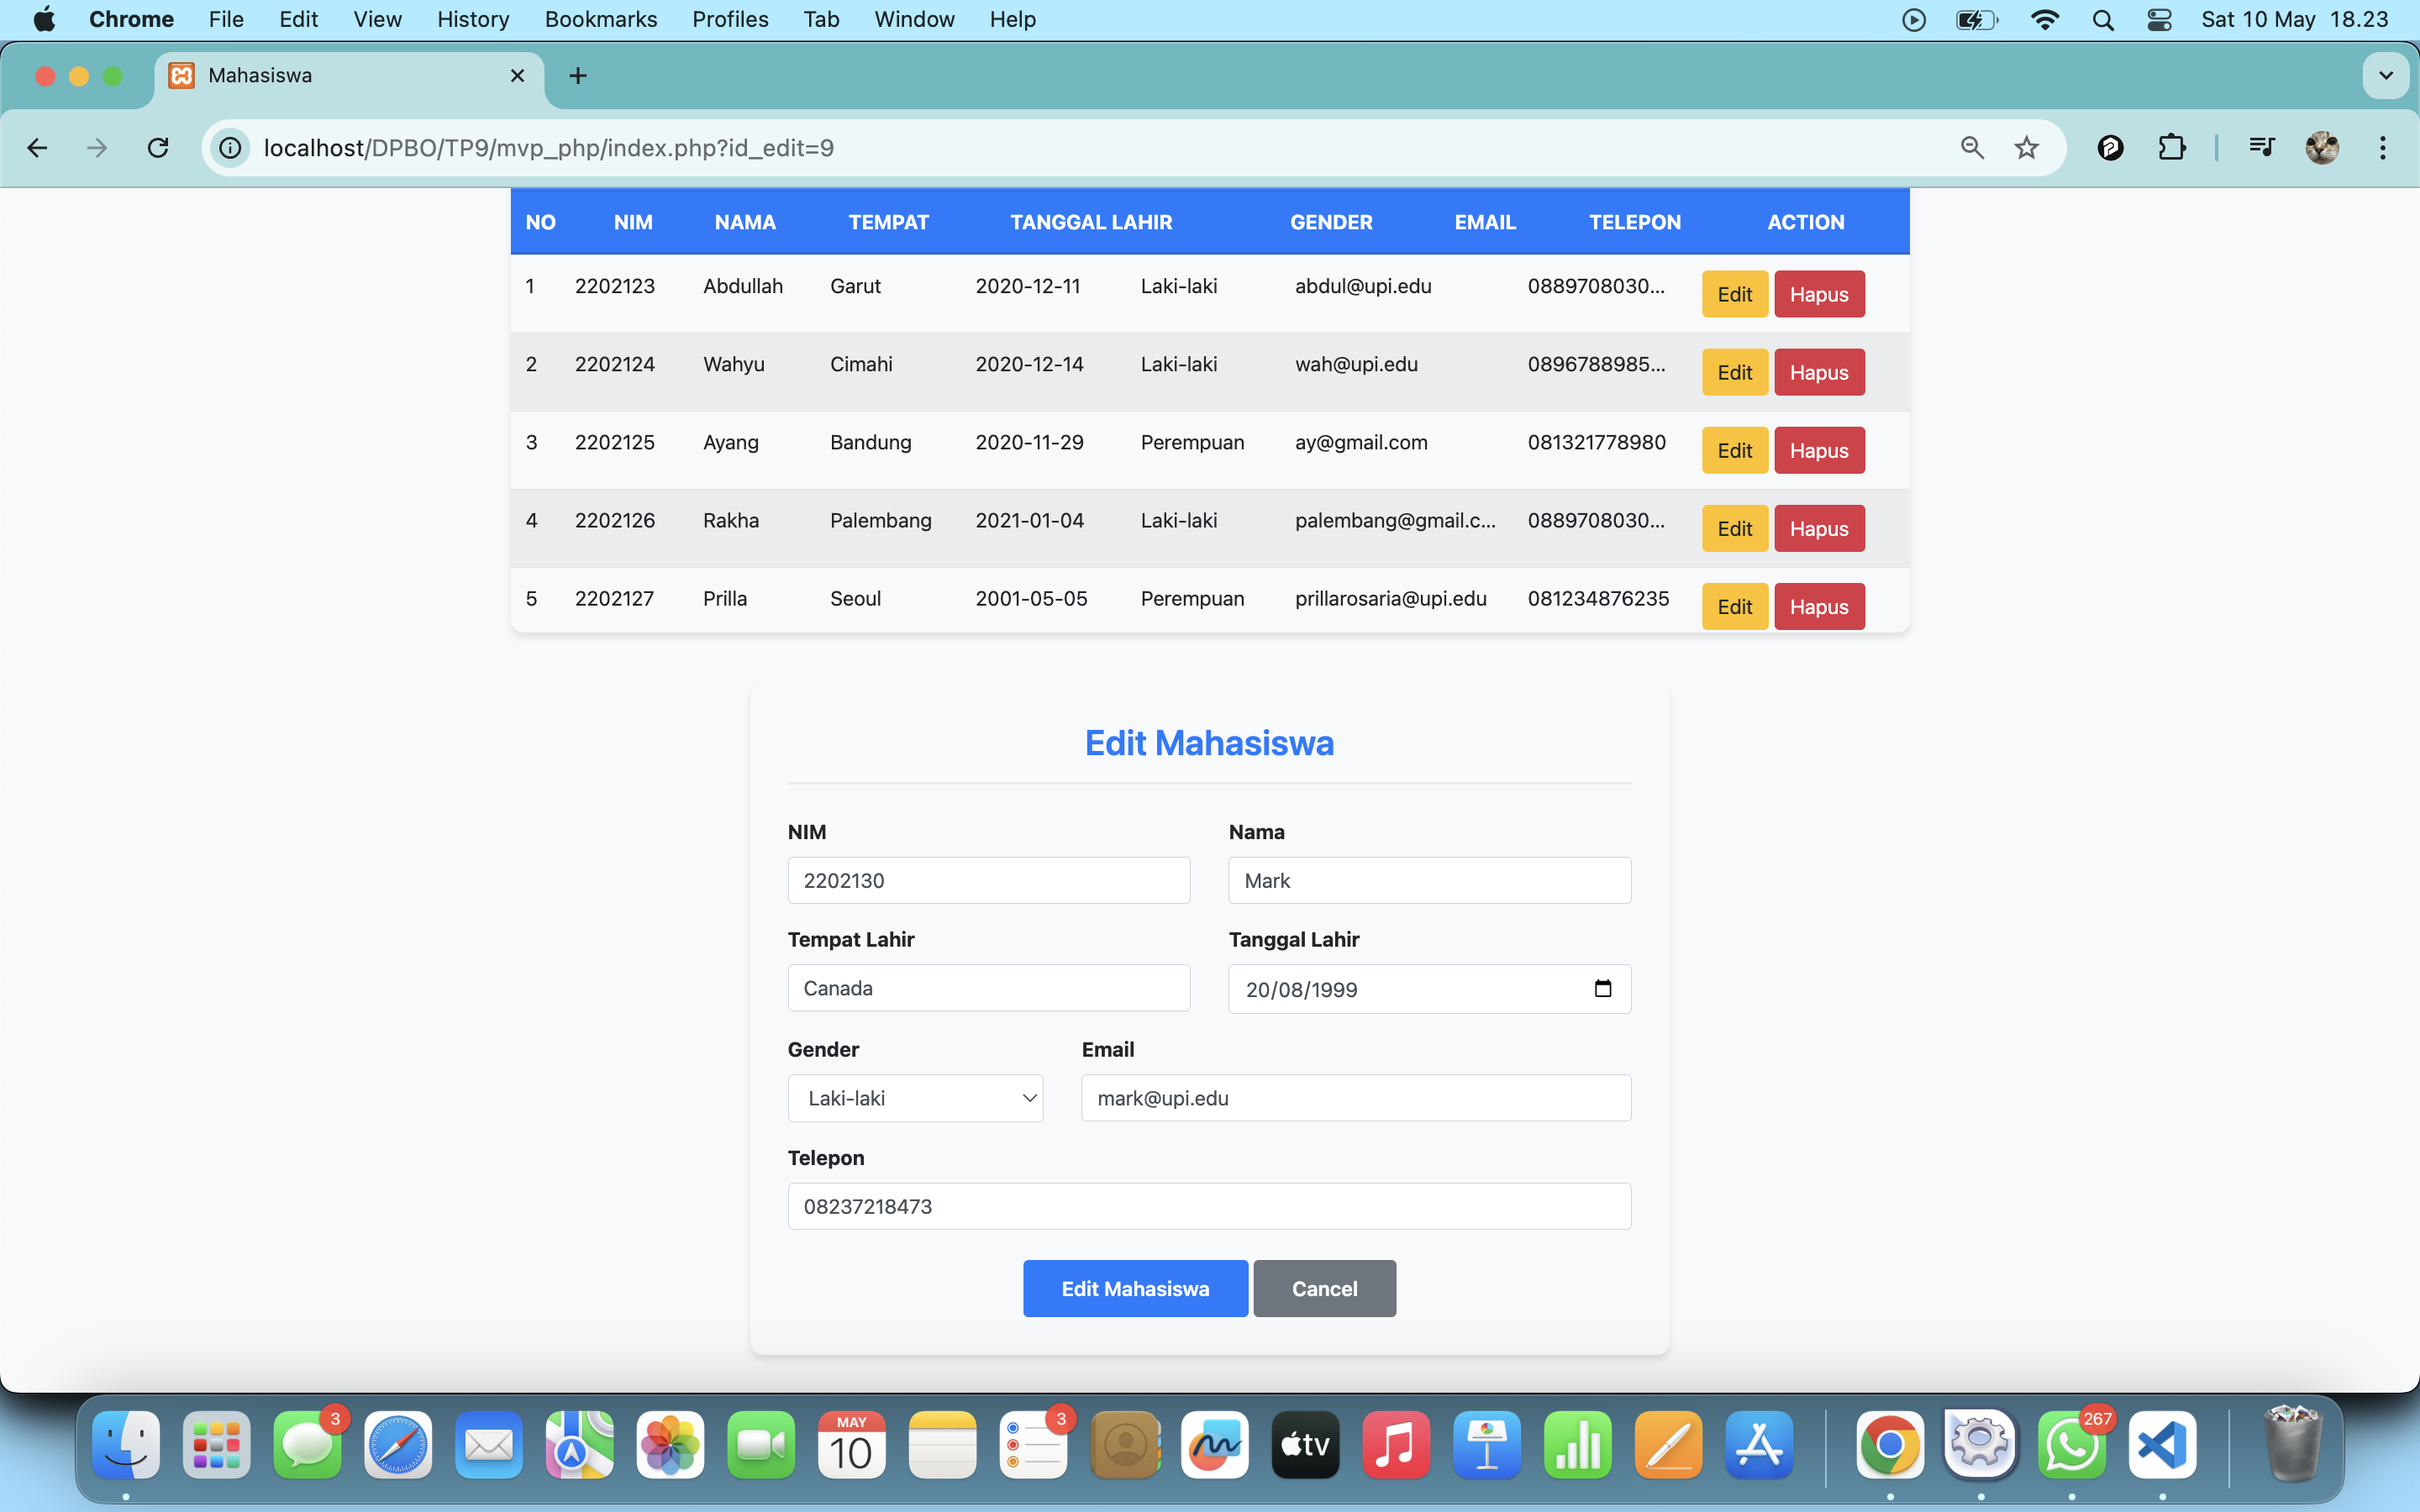 Chrome File Edit View History Bookmarks Profiles Tab Window Help Sat 10 May 18.23
Mahasiswa
localhost/DPBO/TP9/mvp_php/index.php?id_edit=9
NO NIM NAMA TEMPAT TANGGAL LAHIR GENDER EMAIL TELEPON ACTION
1 2202123 Abdullah Garut 2020-12-11 Laki-laki abdul@upi.edu 0889708030... Edit Hapus
2 2202124 Wahyu Cimahi 2020-12-14 Laki-laki wah@upi.edu 0896788985... Edit Hapus
3 2202125 Ayang Bandung 2020-11-29 Perempuan ay@gmail.com 081321778980 Edit Hapus
4 2202126 Rakha Palembang 2021-01-04 Laki-laki palembang@gmail.c... 0889708030... Edit Hapus
5 2202127 Prilla Seoul 2001-05-05 Perempuan prillarosaria@upi.edu 081234876235 Edit Hapus
Edit Mahasiswa
NIM Nama
2202130 Mark
Tempat Lahir Tanggal Lahir
Canada 20/08/1999
Gender Email
Laki-laki mark@upi.edu
Telepon
08237218473
Edit Mahasiswa Cancel
3 MAY 10 3 tv 267